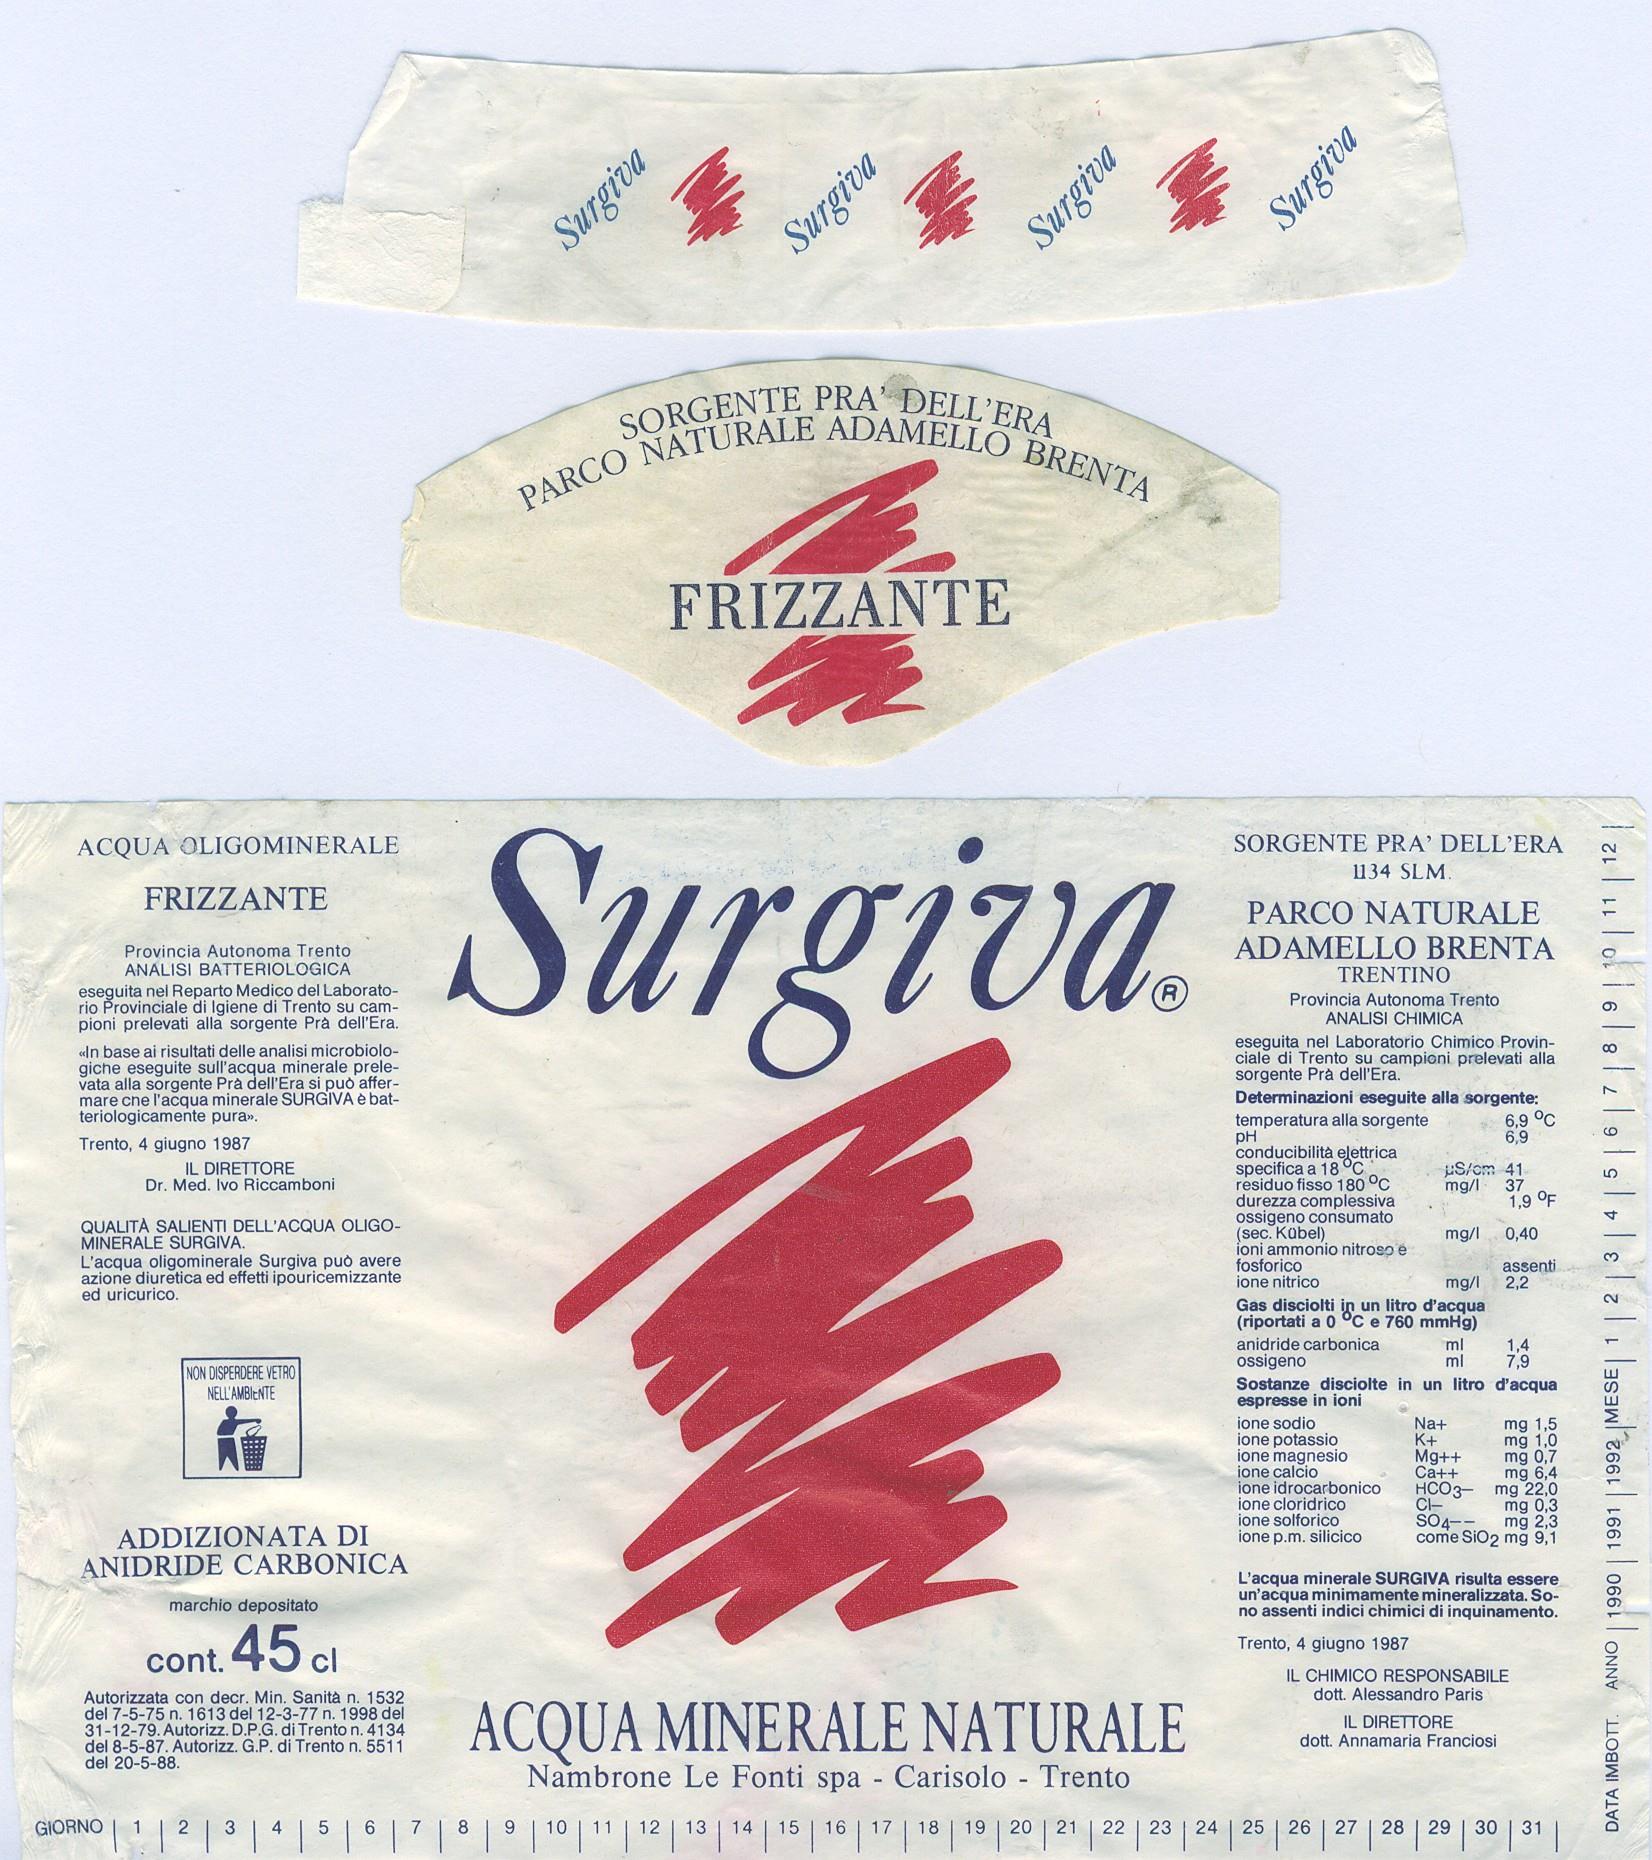 Surgiva Surgiva Surgiva Surgiva
SORGENTE PRA' DELL'ERA
PARCO NATURALE ADAMELLO BRENTA
FRIZZANTE
ACQUA OLIGOMINERALE
FRIZZANTE
Provincia Autonoma Trento
ANALISI BATTERIOLOGICA
eseguita nel Reparto Medico del Laborato-
rio Provinciale di Igiene di Trento su cam-
pioni prelevati alla sorgente Prà dell'Era.
«In base ai risultati delle analisi microbiolo-
giche eseguite sull'acqua minerale prele-
vata alla sorgente Prà dell'Era si può affer-
mare che l'acqua minerale SURGIVA è bat-
teriologicamente pura».
Trento, 4 giugno 1987
IL DIRETTORE
Dr. Med. Ivo Riccamboni
QUALITÀ SALIENTI DELL'ACQUA OLIGO-
MINERALE SURGIVA.
L'acqua oligominerale Surgiva può avere
azione diuretica ed effetti ipouricemizzante
ed uricurico.
NON DISPERDERE VETRO
NELL'AMBIENTE
ADDIZIONATA DI
ANIDRIDE CARBONICA
marchio depositato
cont. 45 cl
Autorizzata con decr. Min. Sanità n. 1532
del 7-5-75 n. 1613 del 12-3-77 n. 1998 del
31-12-79. Autorizz. D.P.G. di Trento n. 4134
del 8-5-87. Autorizz. G.P. di Trento n. 5511
del 20-5-88.
Surgiva ®
ACQUA MINERALE NATURALE
Nambrone Le Fonti spa - Carisolo - Trento
SORGENTE PRA' DELL'ERA
1134 SLM.
PARCO NATURALE
ADAMELLO BRENTA
TRENTINO
Provincia Autonoma Trento
ANALISI CHIMICA
eseguita nel Laboratorio Chimico Provin-
ciale di Trento su campioni prelevati alla
sorgente Prà dell'Era.
Determinazioni eseguite alla sorgente:
temperatura alla sorgente 6,9 °C
pH 6,9
conducibilità elettrica
specifica a 18 °C µS/cm 41
residuo fisso 180 °C mg/l 37
durezza complessiva 1,9 °F
ossigeno consumato
(sec. Kübel) mg/l 0,40
ioni ammonio nitroso e
fosforico assenti
ione nitrico mg/l 2,2
Gas disciolti in un litro d'acqua
(riportati a 0 °C e 760 mmHg)
anidride carbonica ml 1,4
ossigeno ml 7,9
Sostanze disciolte in un litro d'acqua
espresse in ioni
ione sodio Na+ mg 1,5
ione potassio K+ mg 1,0
ione magnesio Mg++ mg 0,7
ione calcio Ca++ mg 6,4
ione idrocarbonico HCO3– mg 22,0
ione cloridrico Cl– mg 0,3
ione solforico SO4–– mg 2,3
ione p.m. silicico come SiO2 mg 9,1
L'acqua minerale SURGIVA risulta essere
un'acqua minimamente mineralizzata. So-
no assenti indici chimici di inquinamento.
Trento, 4 giugno 1987
IL CHIMICO RESPONSABILE
dott. Alessandro Paris
IL DIRETTORE
dott. Annamaria Franciosi
DATA IMBOTT. ANNO | 1990 | 1991 | 1992 | MESE | 1 | 2 | 3 | 4 | 5 | 6 | 7 | 8 | 9 | 10 | 11 | 12 |
GIORNO | 1 | 2 | 3 | 4 | 5 | 6 | 7 | 8 | 9 | 10 | 11 | 12 | 13 | 14 | 15 | 16 | 17 | 18 | 19 | 20 | 21 | 22 | 23 | 24 | 25 | 26 | 27 | 28 | 29 | 30 | 31 |